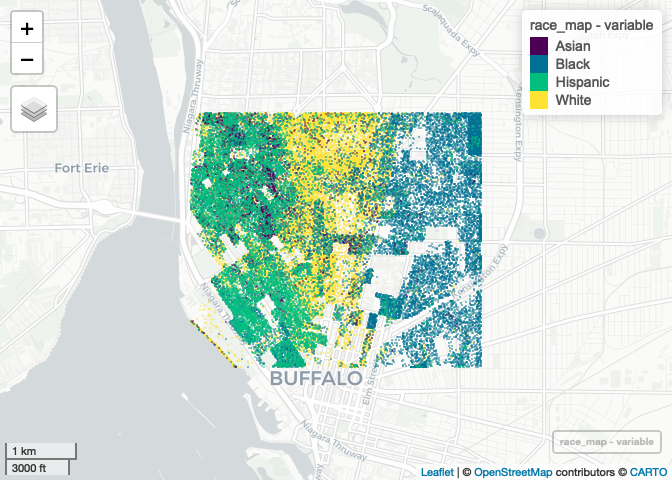 +
−
Scajaquada Expy
race_map - variable
Asian
Black
Hispanic
White
Niagara Thruway
Kensington Expy
Fort Erie
Kensington Expy
Niagara Thruway
BUFFALO
Elm Street
Niagara Thruway
race_map - variable
1 km
3000 ft
Leaflet | © OpenStreetMap contributors © CARTO